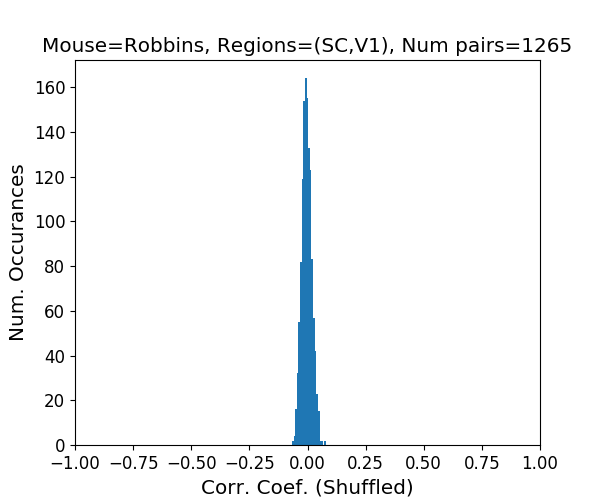 Mouse=Robbins, Regions=(SC,V1), Num pairs=1265
160
140
120
100
80
60
40
20
0
Num. Occurances
−1.00 −0.75 −0.50 −0.25 0.00 0.25 0.50 0.75 1.00
Corr. Coef. (Shuffled)